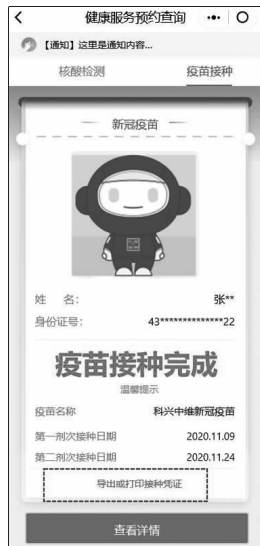 健康服务预约查询
【通知】这里是通知内容...
核酸检测 疫苗接种
新冠疫苗
姓 名: 张**
身份证号: 43**************22
疫苗接种完成
温馨提示
疫苗名称 科兴中维新冠疫苗
第一剂次接种日期 2020.11.09
第二剂次接种日期 2020.11.24
导出或打印接种凭证
查看详情